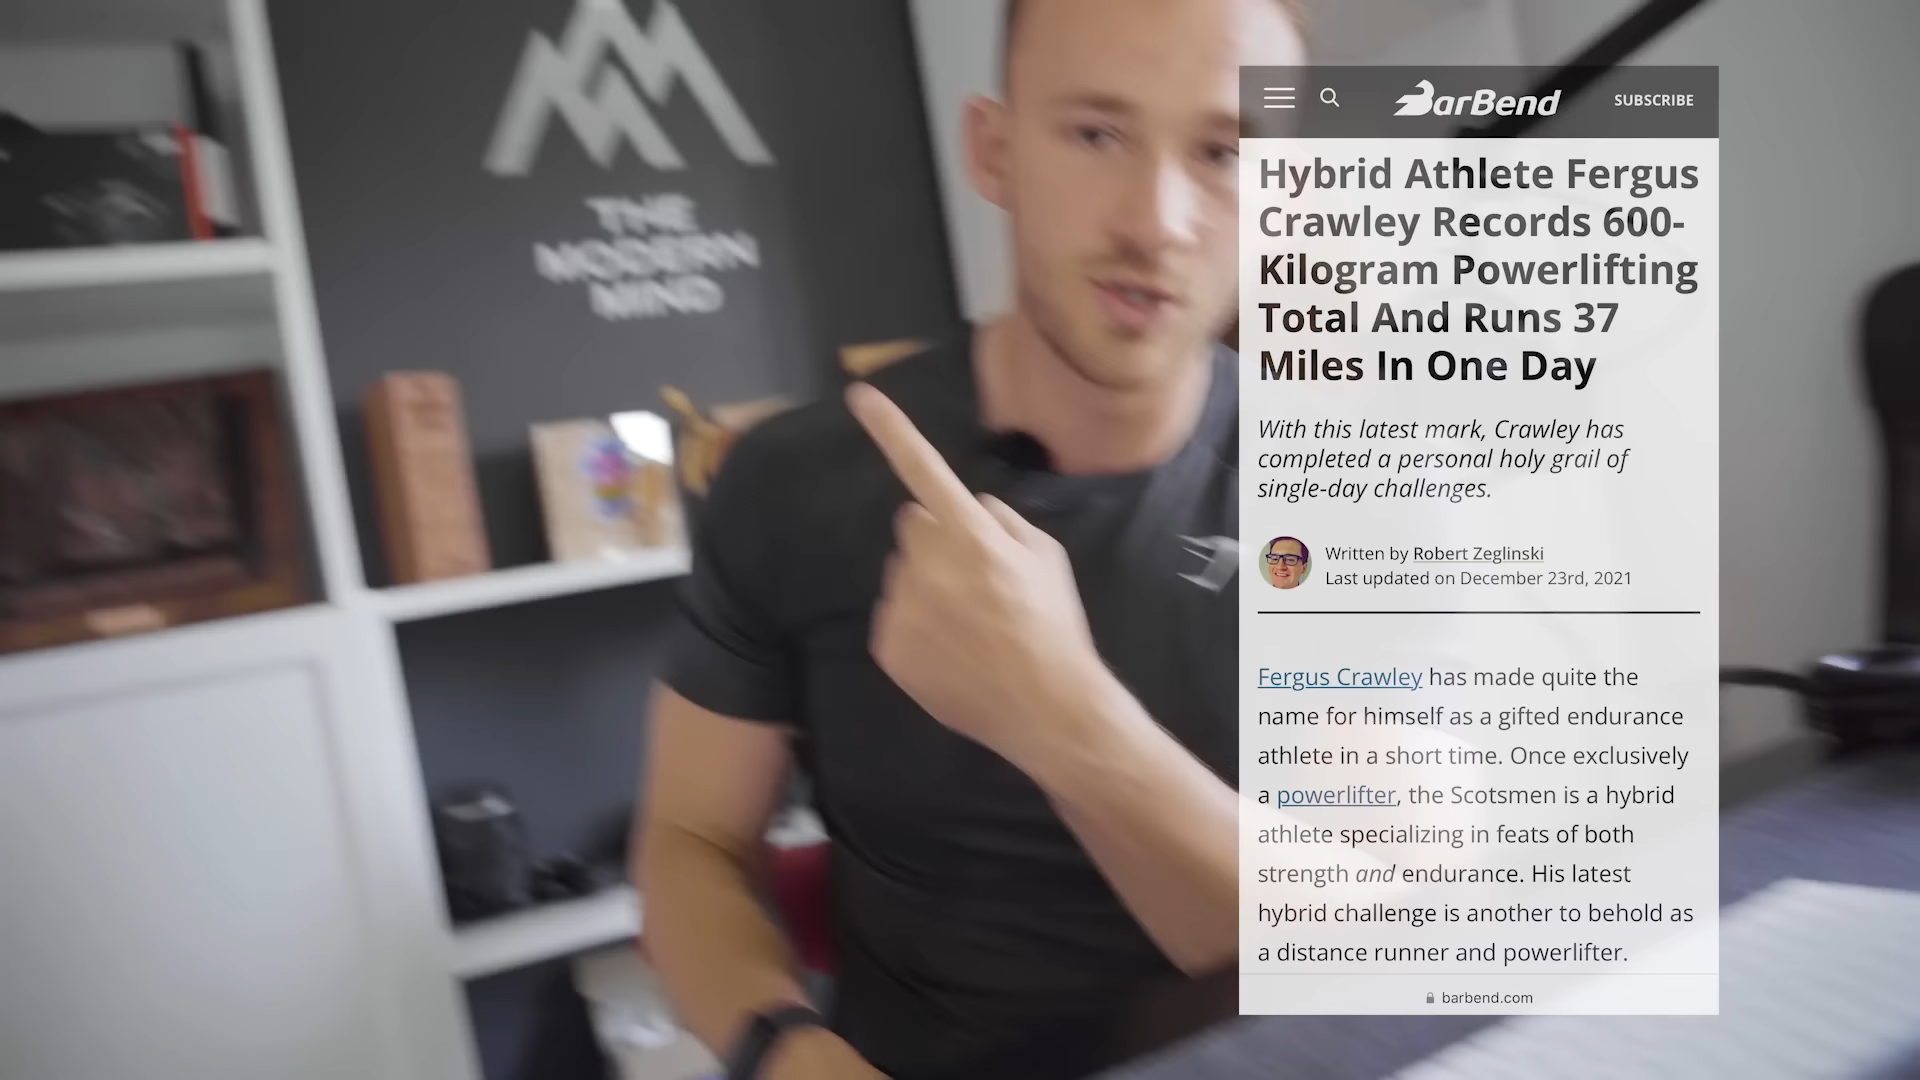 THE
MODERN
MIND
BarBend
SUBSCRIBE
Hybrid Athlete Fergus
Crawley Records 600-
Kilogram Powerlifting
Total And Runs 37
Miles In One Day
With this latest mark, Crawley has
completed a personal holy grail of
single-day challenges.
Written by Robert Zeglinski
Last updated on December 23rd, 2021
Fergus Crawley has made quite the
name for himself as a gifted endurance
athlete in a short time. Once exclusively
a powerlifter, the Scotsmen is a hybrid
athlete specializing in feats of both
strength and endurance. His latest
hybrid challenge is another to behold as
a distance runner and powerlifter.
barbend.com